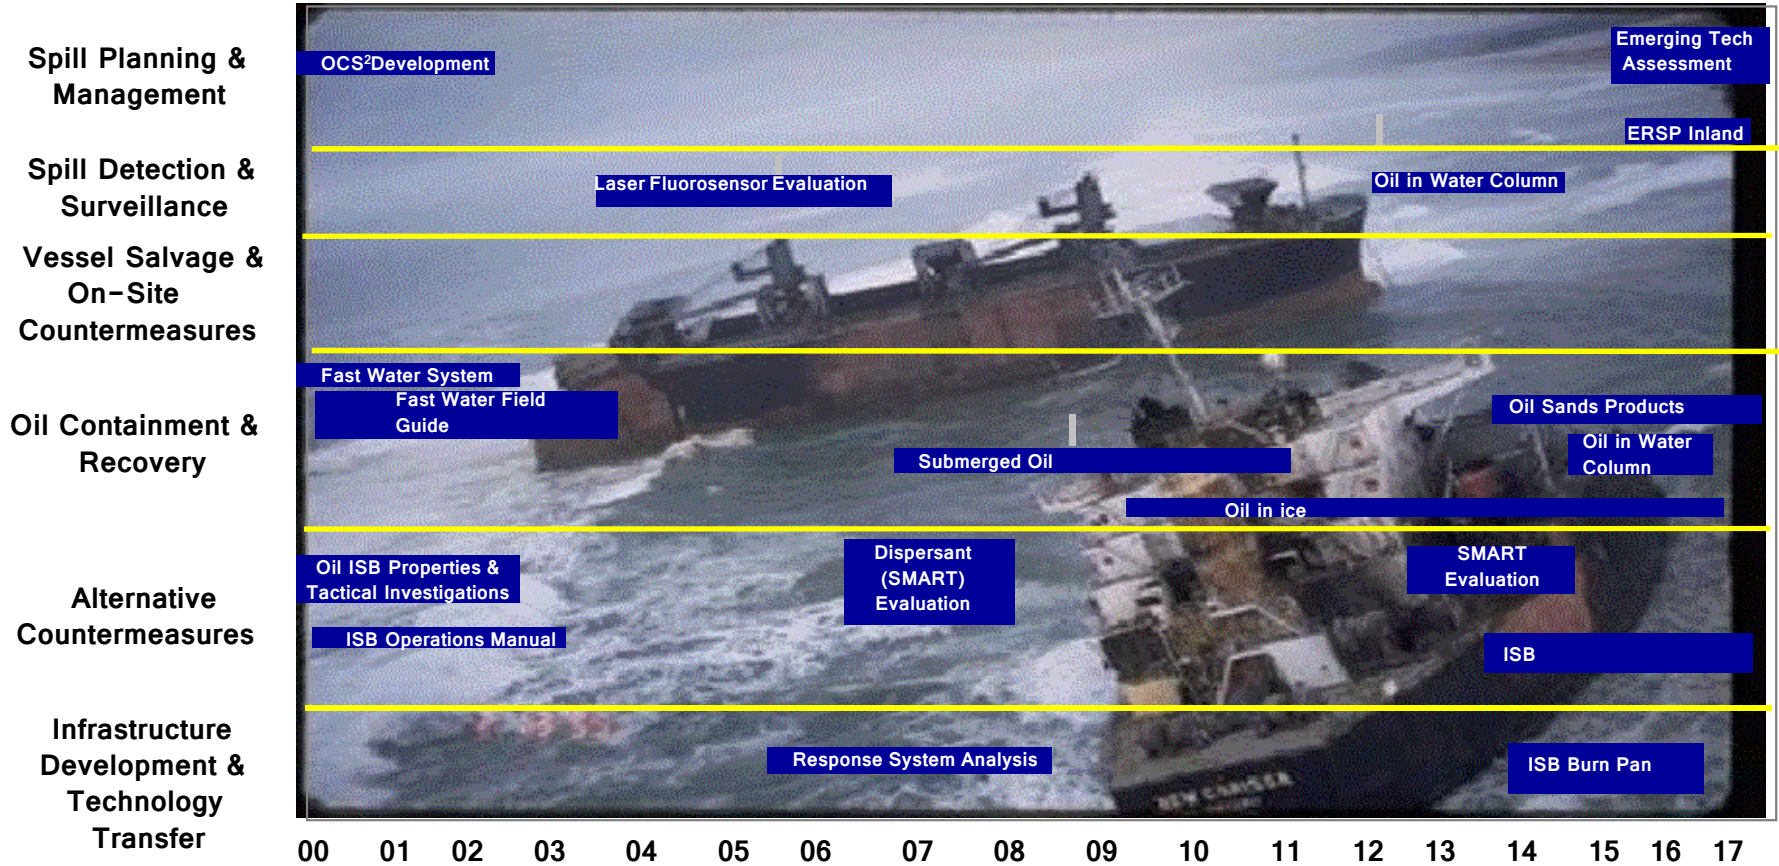 Spill Planning &
Management
OCS²Development
Emerging Tech
Assessment
ERSP Inland
Spill Detection &
Surveillance
Laser Fluorosensor Evaluation
Oil in Water Column
Vessel Salvage &
On-Site
Countermeasures
Fast Water System
Fast Water Field
Guide
Oil Containment &
Recovery
Oil Sands Products
Oil in Water
Column
Submerged Oil
Oil in ice
Alternative
Countermeasures
Oil ISB Properties &
Tactical Investigations
Dispersant
(SMART)
Evaluation
SMART
Evaluation
ISB Operations Manual
ISB
Infrastructure
Development &
Technology
Transfer
Response System Analysis
ISB Burn Pan
NEW CARISSA
00 01 02 03 04 05 06 07 08 09 10 11 12 13 14 15 16 17